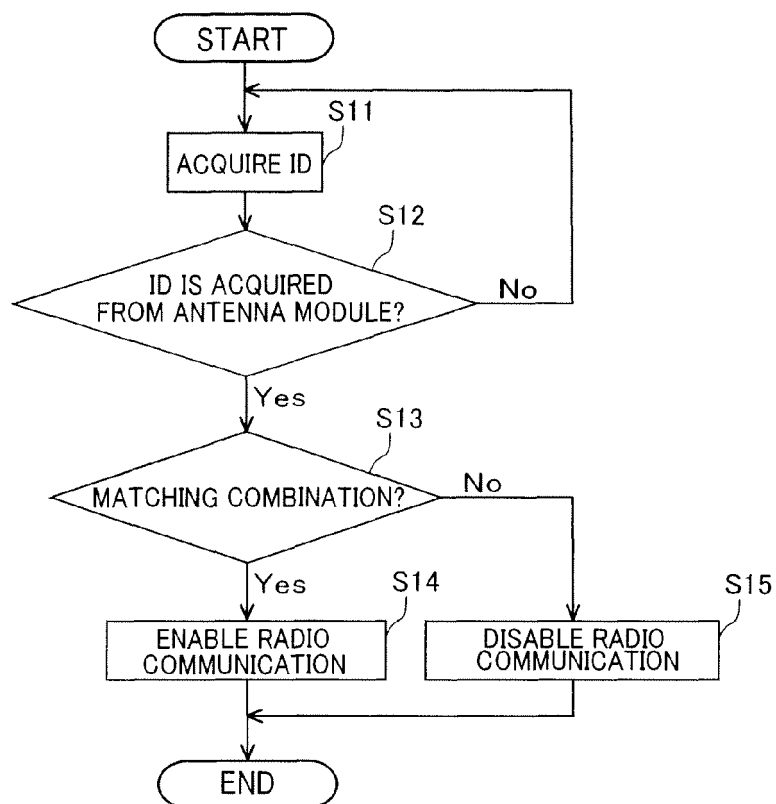 START
S11
ACQUIRE ID
S12
ID IS ACQUIRED
FROM ANTENNA MODULE?
No
Yes
S13
MATCHING COMBINATION?
No
Yes
S14
ENABLE RADIO
COMMUNICATION
S15
DISABLE RADIO
COMMUNICATION
END